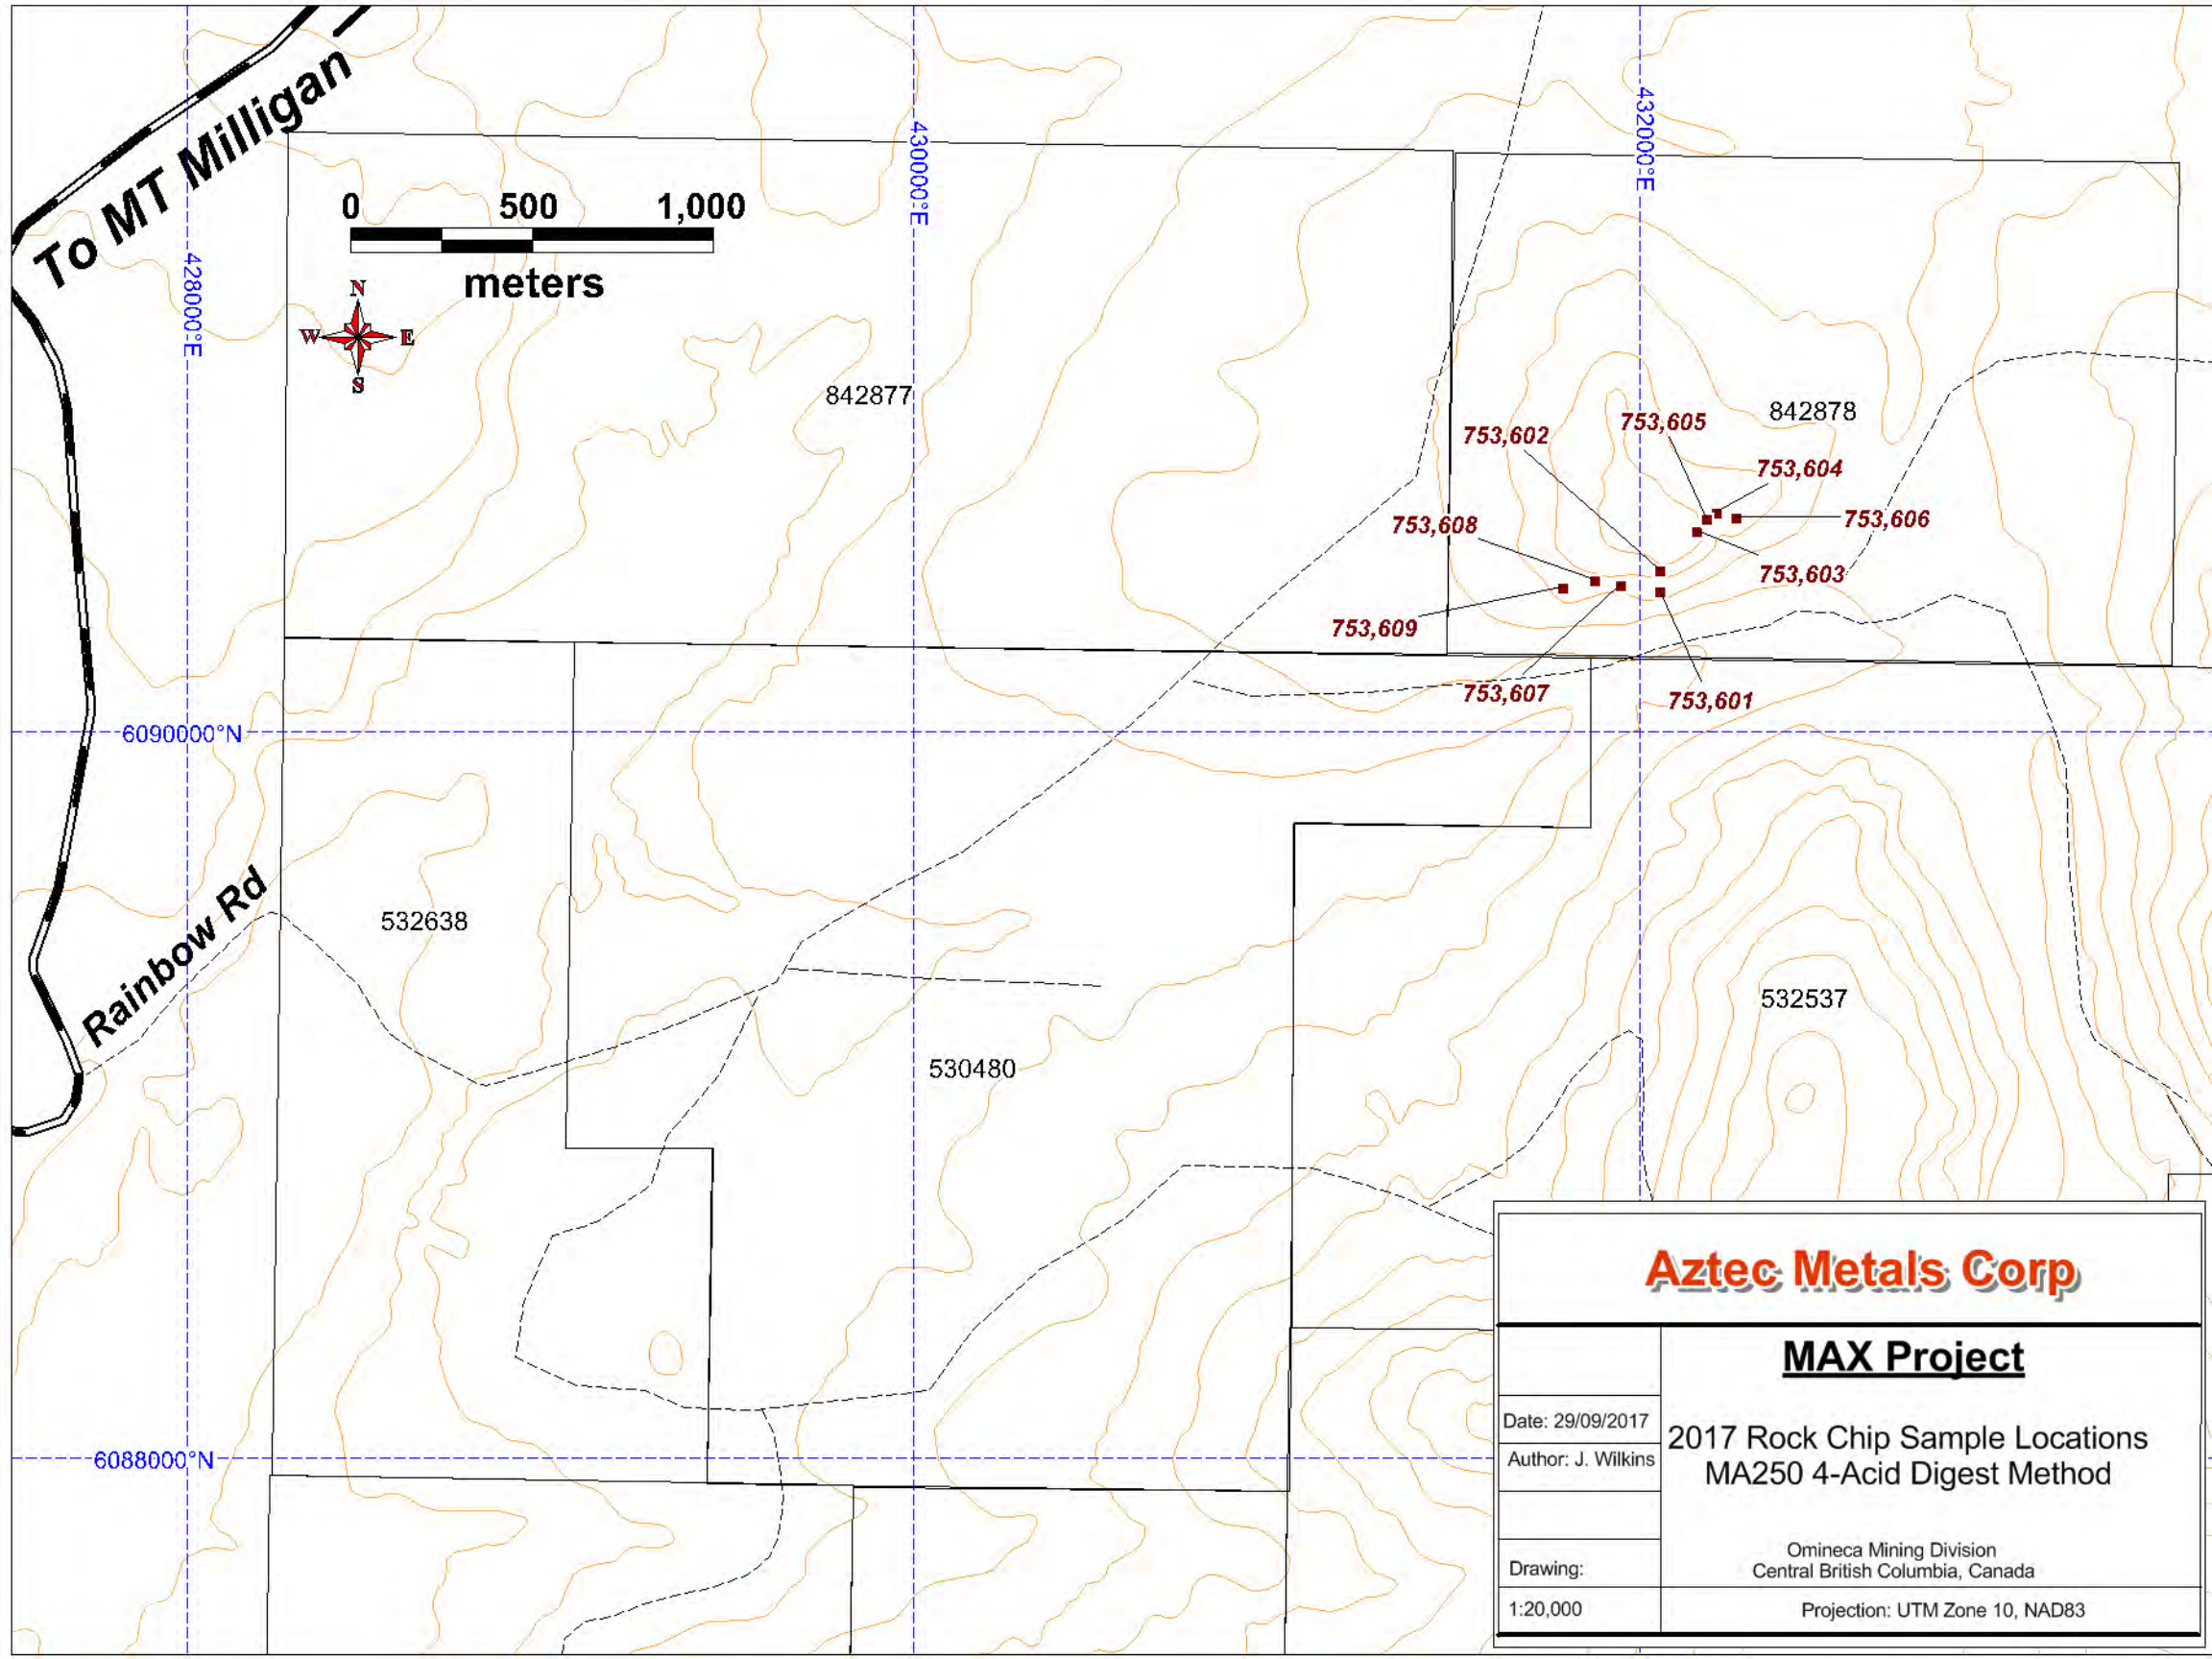 To MT Milligan
432000°E
430000°E
0 500 1,000
meters
428000°E
N
W E
S
842877
842878
753,605
753,602
753,604
753,606
753,608
753,603
753,609
753,607
753,601
6090000°N
Rainbow Rd
532638
532537
530480
Aztec Metals Corp
MAX Project
Date: 29/09/2017
2017 Rock Chip Sample Locations
Author: J. Wilkins
MA250 4-Acid Digest Method
6088000°N
Omineca Mining Division
Drawing:
Central British Columbia, Canada
1:20,000
Projection: UTM Zone 10, NAD83